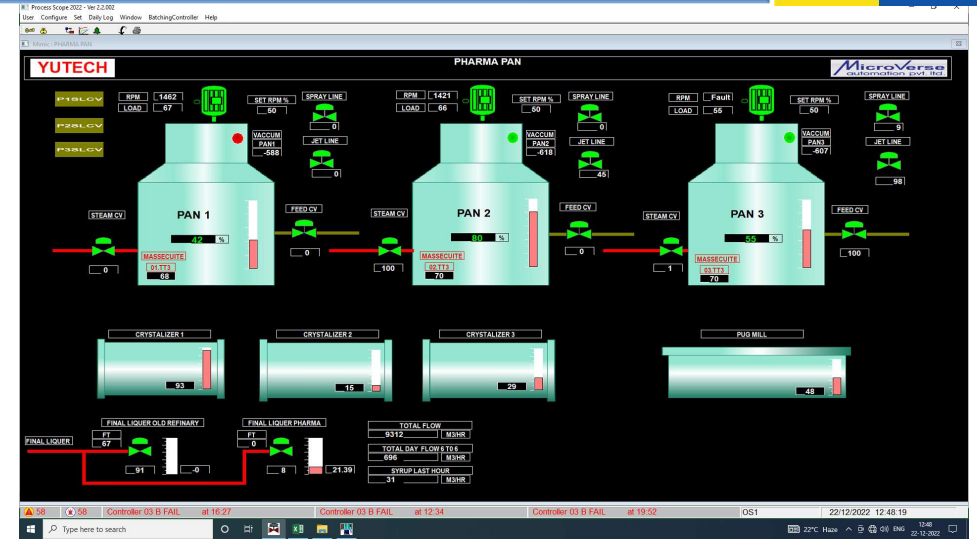 Process Scope 2022 - Ver 2.2.002
User Configure Set Daily Log Window BatchingController Help
Mimic : PHARMA PAN
YUTECH
PHARMA PAN
MicroVerse
automation pvt. ltd.
P1SLCV
P2SLCV
P3SLCV
RPM 1462
LOAD 67
SET RPM %
50
SPRAY LINE
0
JET LINE
0
VACCUM
PAN1
-588
STEAM CV
0
PAN 1
42 %
MASSECUITE
01.TT3
68
FEED CV
0
RPM 1421
LOAD 66
SET RPM %
50
SPRAY LINE
0
JET LINE
45
VACCUM
PAN2
-618
STEAM CV
100
PAN 2
80 %
MASSECUITE
02.TT3
70
FEED CV
0
RPM Fault
LOAD 55
SET RPM %
50
SPRAY LINE
9
JET LINE
98
VACCUM
PAN3
-607
STEAM CV
1
PAN 3
55 %
MASSECUITE
03.TT3
70
FEED CV
100
CRYSTALIZER 1
93
CRYSTALIZER 2
15
CRYSTALIZER 3
29
PUG MILL
48
FINAL LIQUER
FINAL LIQUER OLD REFINARY
FT
67
91
-0
FINAL LIQUER PHARMA
FT
0
8
21.39
TOTAL FLOW
9312 M3/HR
TOTAL DAY FLOW 6 TO 6
696 M3/HR
SYRUP LAST HOUR
31 M3/HR
58 58 Controller 03 B FAIL at 16:27 Controller 03 B FAIL at 12:34 Controller 03 B FAIL at 19:52 OS1 22/12/2022 12:48:19
Type here to search
22°C Haze ENG
12:48
22-12-2022